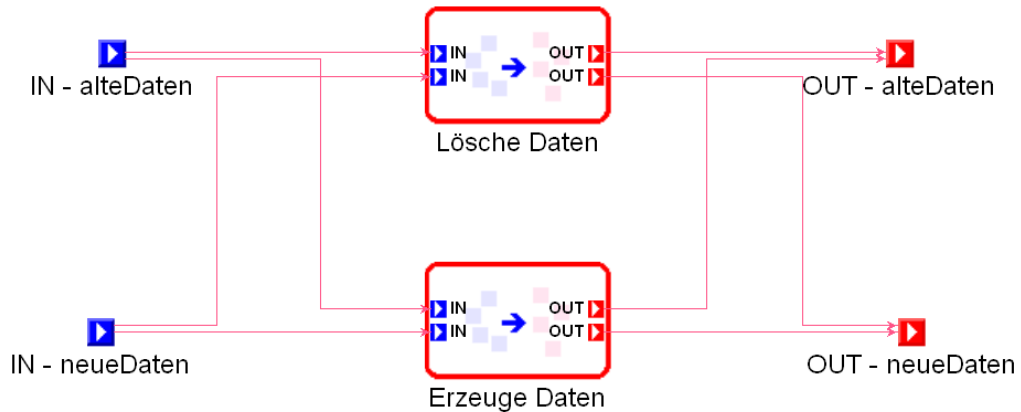 IN OUT
IN OUT
IN - alteDaten
OUT - alteDaten
Lösche Daten
IN OUT
IN OUT
IN - neueDaten
OUT - neueDaten
Erzeuge Daten